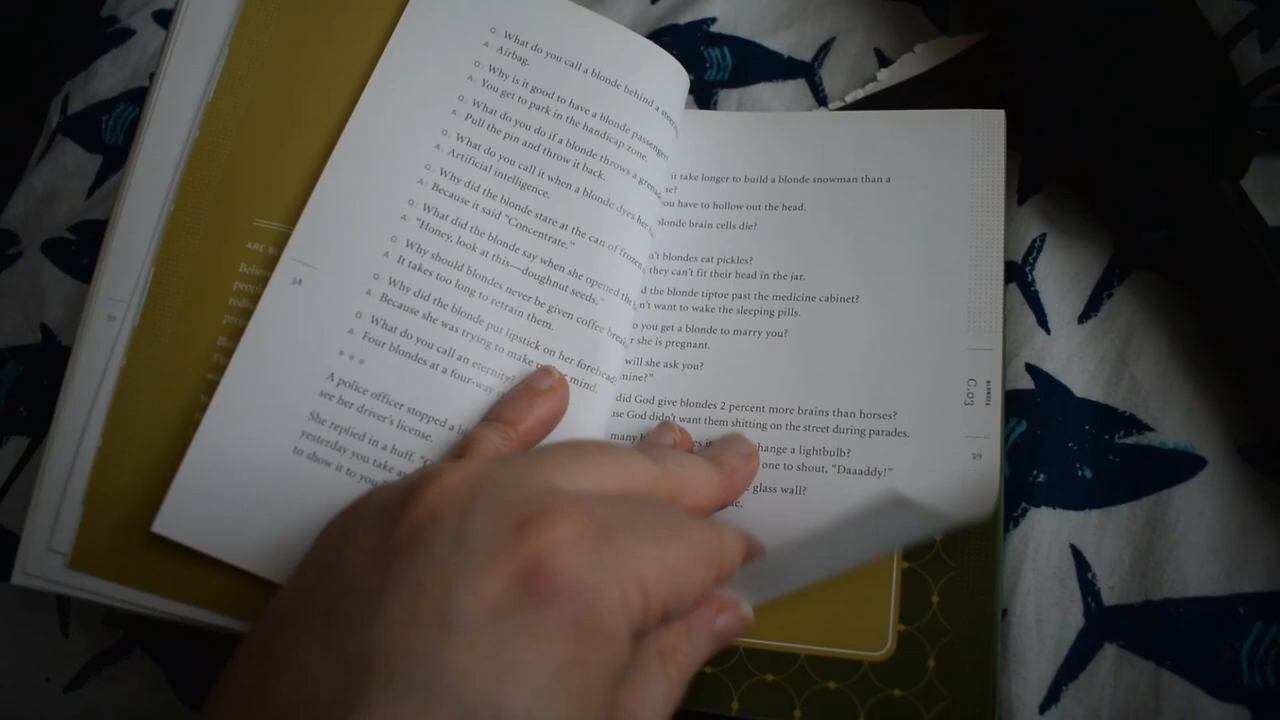 Q: What do you call a blonde behind a
A: Airbag.
Q: Why is it good to have a blonde passenger
A: You get to park in the handicap zone.
Q: What do you do if a blonde throws a
A: Pull the pin and throw it back.
Q: What do you call it when a blonde dyes her
A: Artificial intelligence.
Q: Why did the blonde stare at the can of frozen
A: Because it said "Concentrate."
Q: What did the blonde say when she opened the
A: "Honey, look at this—doughnut seeds."
Q: Why should blondes never be given coffee
A: It takes too long to retrain them.
Q: Why did the blonde put lipstick on her forehead
A: Because she was trying to make mind.
Q: What do you call an eternity?
A: Four blondes at a four-way
A police officer stopped a
see her driver's license.
She replied in a huff,
yesterday you take
to show it to you
38
it take longer to build a blonde snowman than a
you have to hollow out the head.
blonde brain cells die?
blondes eat pickles?
they can't fit their head in the jar.
the blonde tiptoe past the medicine cabinet?
want to wake the sleeping pills.
you get a blonde to marry you?
she is pregnant.
will she ask you?
mine?"
did God give blondes 2 percent more brains than horses?
God didn't want them shitting on the street during parades.
many change a lightbulb?
one to shout, "Daaaddy!"
glass wall?
BLONDES
C.03
39
ARE